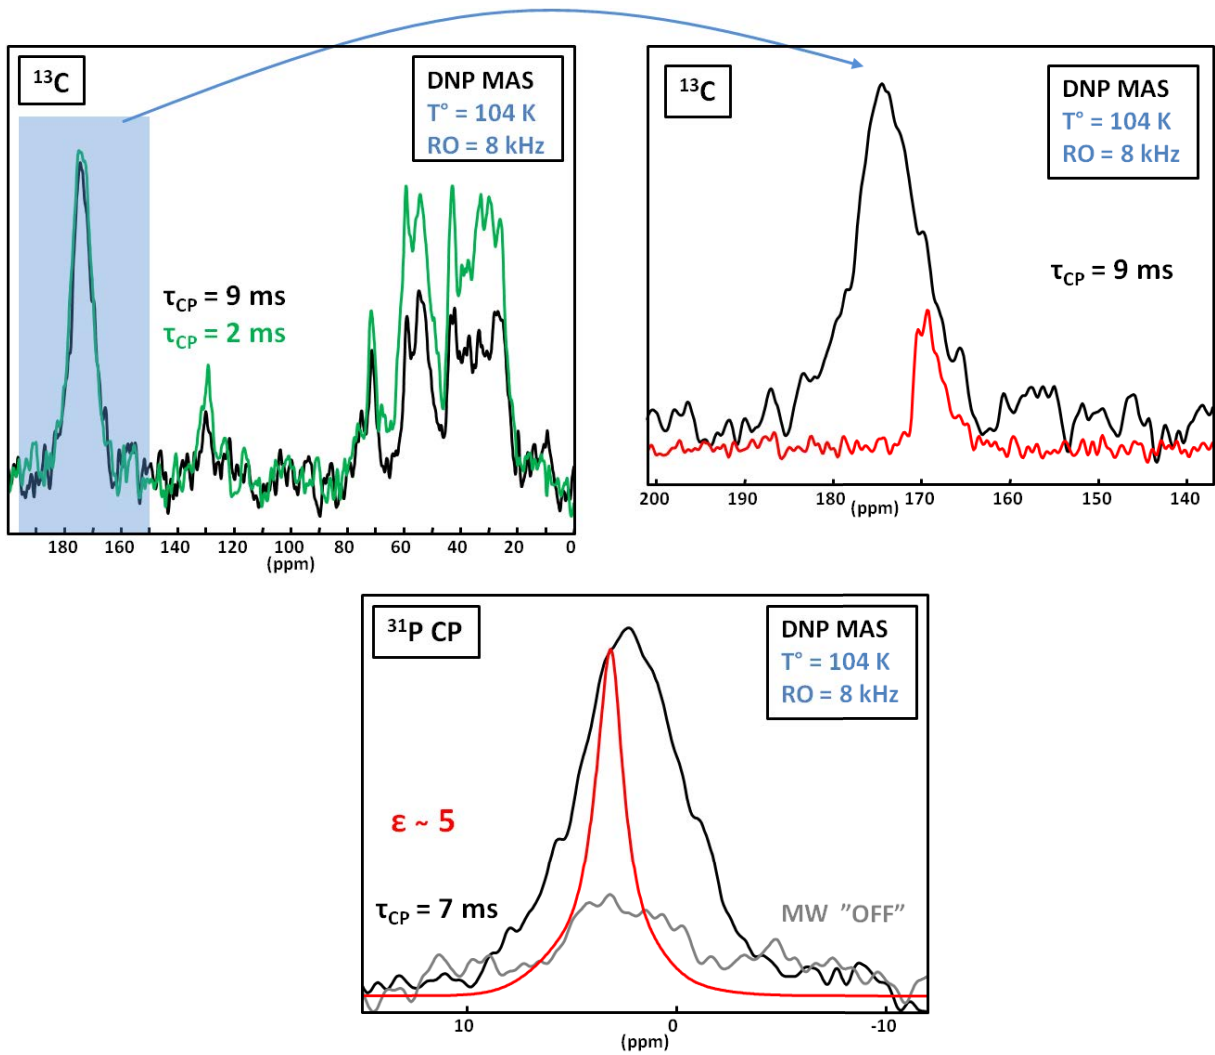 ¹³C
DNP MAS
T° = 104 K
RO = 8 kHz
τCP = 9 ms
τCP = 2 ms
180 160 140 120 100 80 60 40 20 0
(ppm)
¹³C
DNP MAS
T° = 104 K
RO = 8 kHz
τCP = 9 ms
200 190 180 170 160 150 140
(ppm)
³¹P CP
DNP MAS
T° = 104 K
RO = 8 kHz
ε ~ 5
τCP = 7 ms
MW ”OFF”
10 0 -10
(ppm)